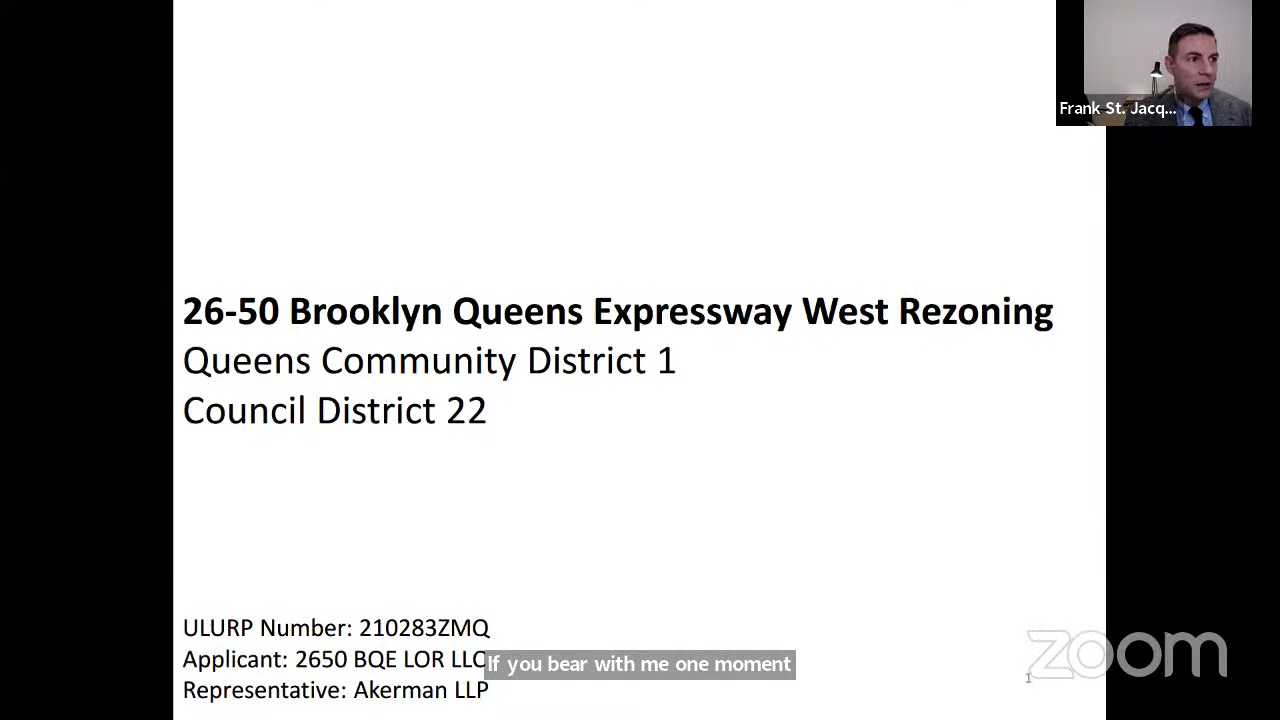 Frank St. Jacq...
26-50 Brooklyn Queens Expressway West Rezoning
Queens Community District 1
Council District 22
ULURP Number: 210283ZMQ
Applicant: 2650 BQE LOR LLC
If you bear with me one moment
Representative: Akerman LLP
1
zoom